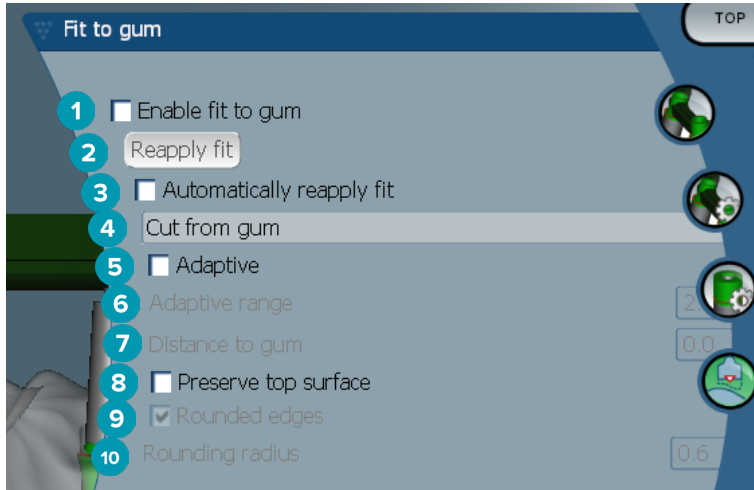 TOP
Fit to gum
1 Enable fit to gum
2 Reapply fit
3 Automatically reapply fit
4 Cut from gum
5 Adaptive
6 Adaptive range 2.
7 Distance to gum 0.0
8 Preserve top surface
9 Rounded edges
10 Rounding radius 0.6